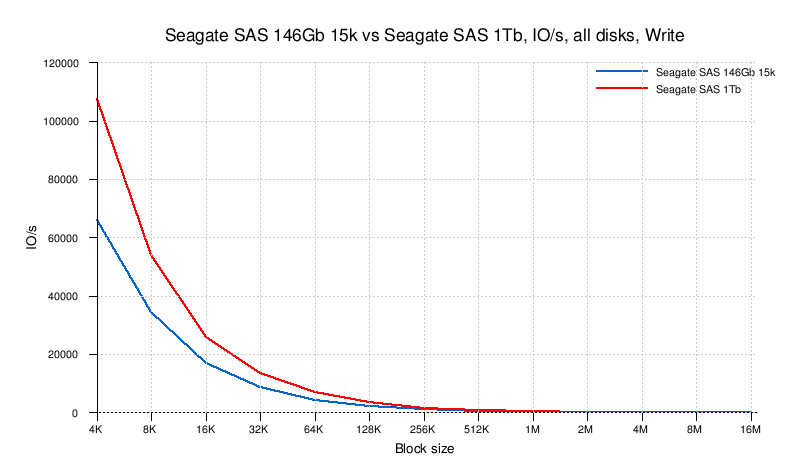 Seagate SAS 146Gb 15k vs Seagate SAS 1Tb, IO/s, all disks, Write
Seagate SAS 146Gb 15k
Seagate SAS 1Tb
IO/s
120000
100000
80000
60000
40000
20000
0
4K 8K 16K 32K 64K 128K 256K 512K 1M 2M 4M 8M 16M
Block size